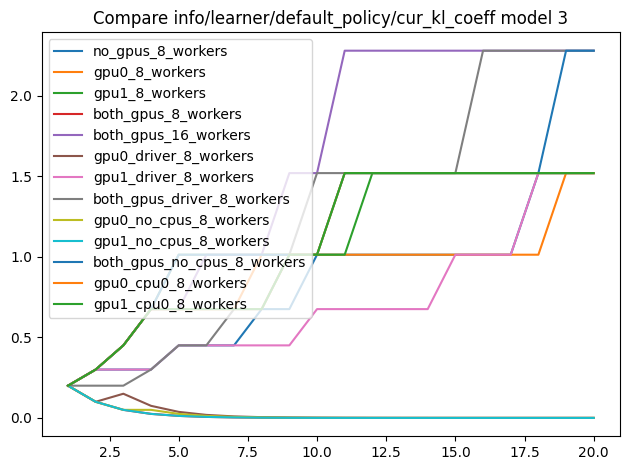 Compare info/learner/default_policy/cur_kl_coeff model 3
no_gpus_8_workers
gpu0_8_workers
gpu1_8_workers
both_gpus_8_workers
both_gpus_16_workers
gpu0_driver_8_workers
gpu1_driver_8_workers
both_gpus_driver_8_workers
gpu0_no_cpus_8_workers
gpu1_no_cpus_8_workers
both_gpus_no_cpus_8_workers
gpu0_cpu0_8_workers
gpu1_cpu0_8_workers
2.0
1.5
1.0
0.5
0.0
2.5 5.0 7.5 10.0 12.5 15.0 17.5 20.0